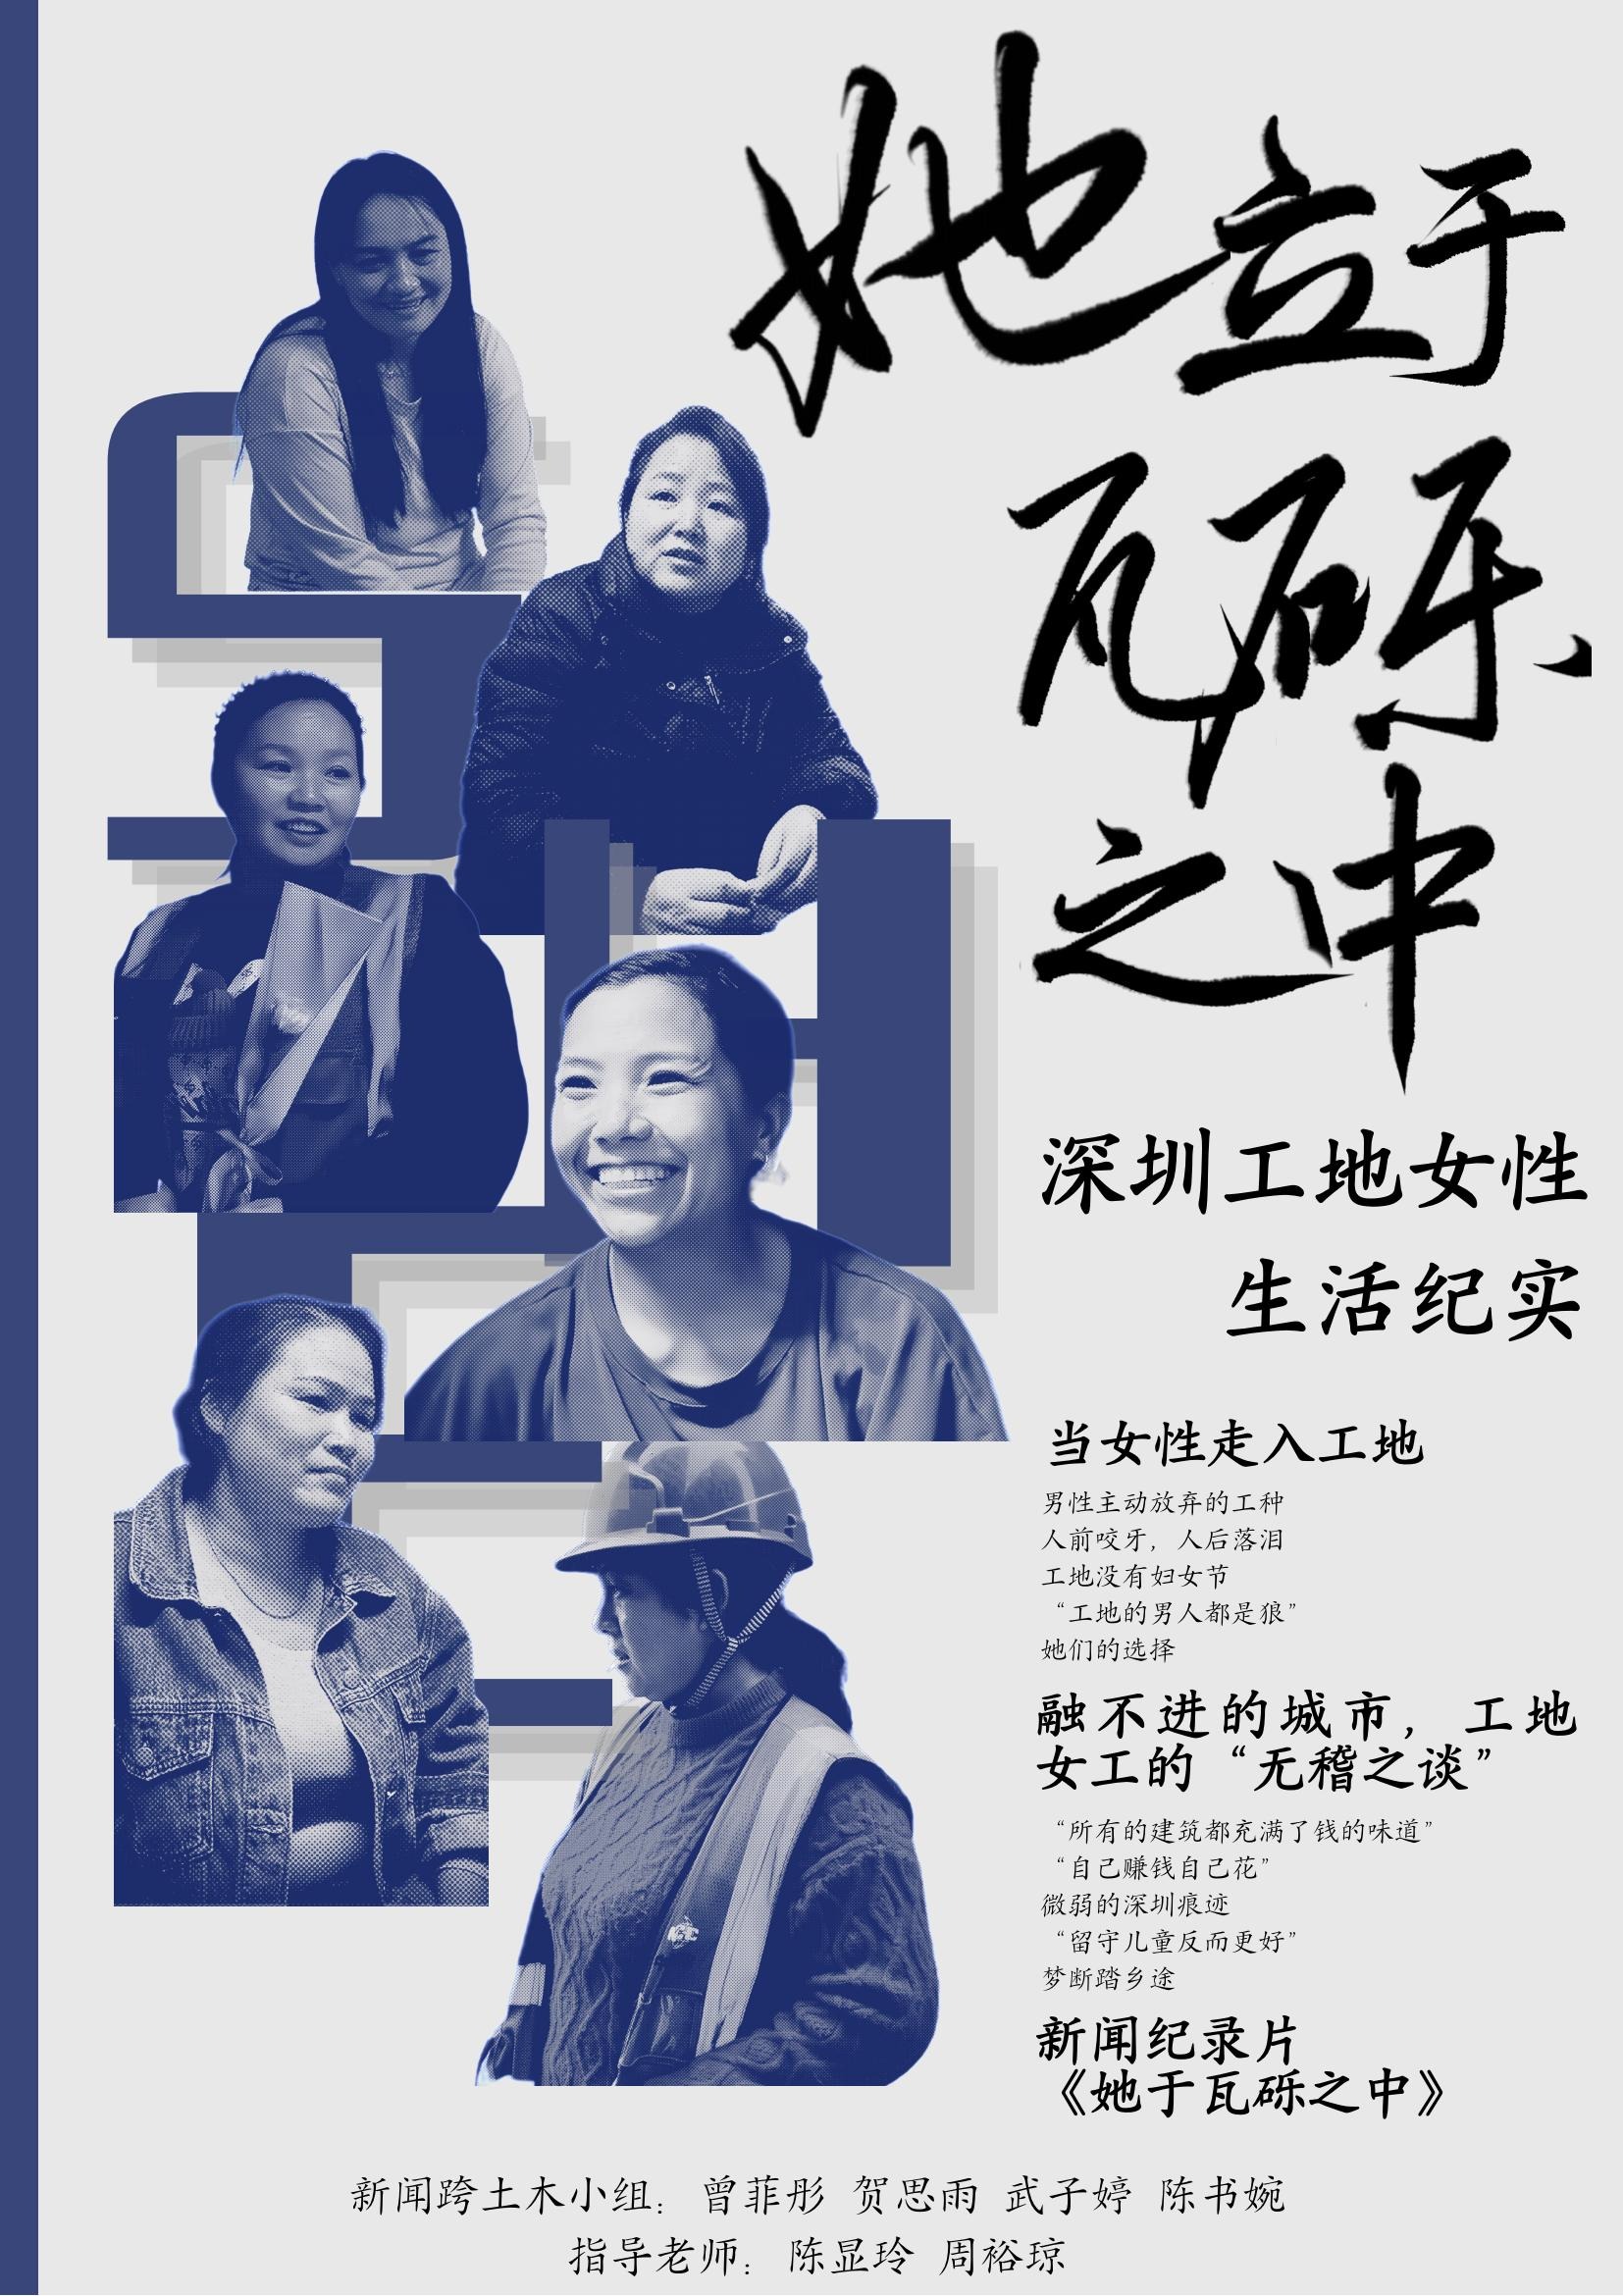 她立于
瓦砾
之中
深圳工地女性
生活纪实
当女性走入工地
男性主动放弃的工种
人前咬牙，人后落泪
工地没有妇女节
“工地的男人都是狼”
她们的选择
融不进的城市，工地
女工的“无稽之谈”
“所有的建筑都充满了钱的味道”
“自己赚钱自己花”
微弱的深圳痕迹
“留守儿童反而更好”
梦断踏乡途
新闻纪录片
《她于瓦砾之中》
新闻跨土木小组：曾菲彤 贺思雨 武子婷 陈书婉
指导老师：陈显玲 周裕琼